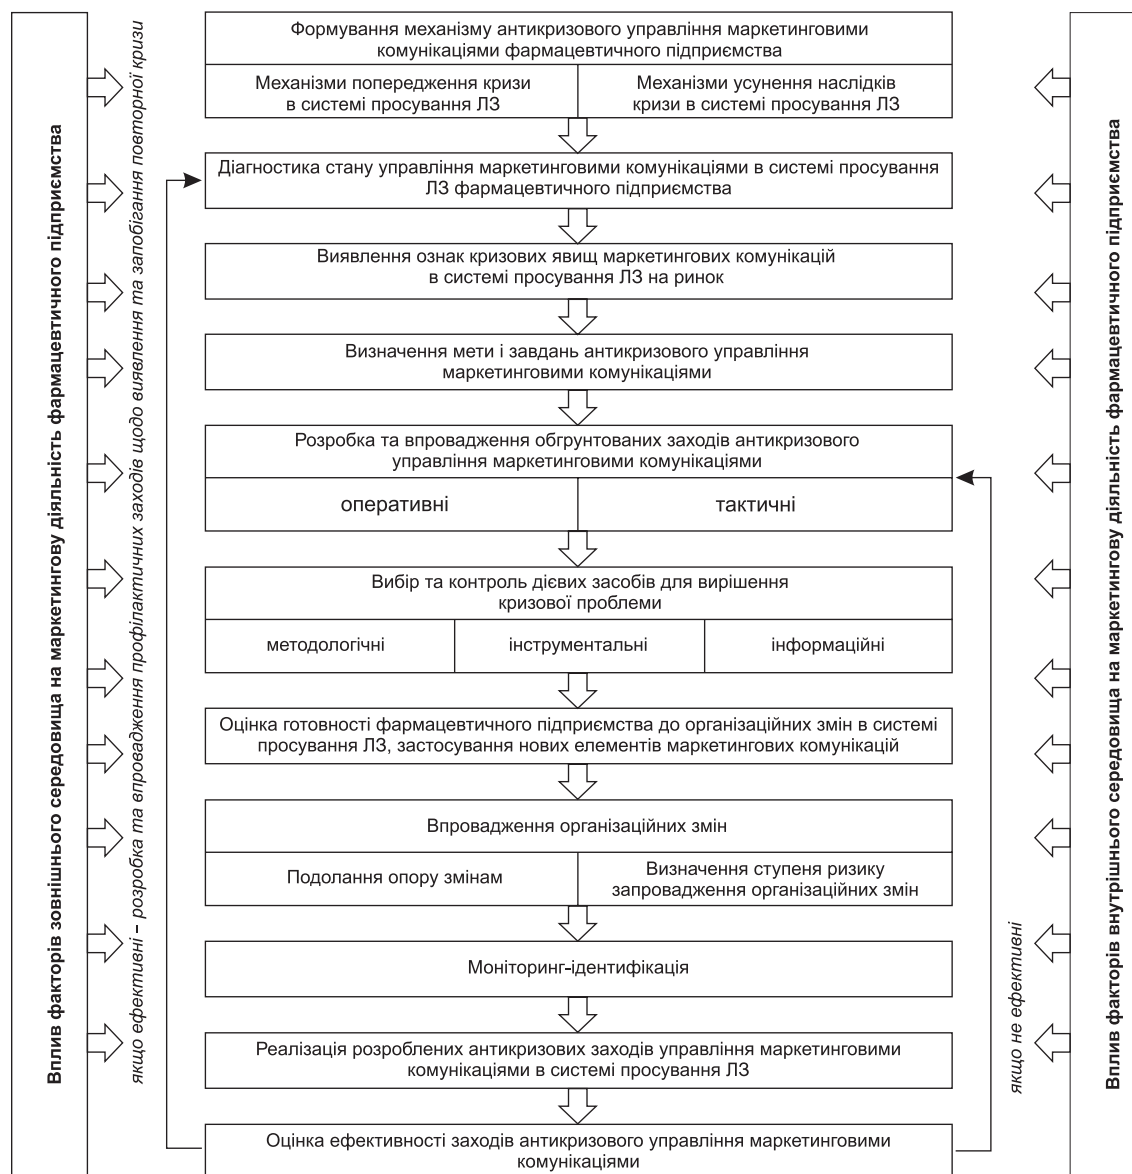 Вплив факторів зовнішнього середовища на маркетингову діяльність фармацевтичного підприємства
якщо ефективні – розробка та впровадження профілактичних заходів щодо виявлення та запобігання повторної кризи
Формування механізму антикризового управління маркетинговими
комунікаціями фармацевтичного підприємства
Механізми попередження кризи
в системі просування ЛЗ
Механізми усунення наслідків
кризи в системі просування ЛЗ
Діагностика стану управління маркетинговими комунікаціями в системі просування
ЛЗ фармацевтичного підприємства
Виявлення ознак кризових явищ маркетингових комунікацій
в системі просування ЛЗ на ринок
Визначення мети і завдань антикризового управління
маркетинговими комунікаціями
Розробка та впровадження обгрунтованих заходів антикризового
управління маркетинговими комунікаціями
оперативні
тактичні
Вибір та контроль дієвих засобів для вирішення
кризової проблеми
методологічні
інструментальні
інформаційні
Оцінка готовності фармацевтичного підприємства до організаційних змін в системі
просування ЛЗ, застосування нових елементів маркетингових комунікацій
Впровадження організаційних змін
Подолання опору змінам
Визначення ступеня ризику
запровадження організаційних змін
Моніторинг-ідентифікація
Реалізація розроблених антикризових заходів управління маркетинговими
комунікаціями в системі просування ЛЗ
Оцінка ефективності заходів антикризового управління маркетинговими
комунікаціями
якщо не ефективні
Вплив факторів внутрішнього середовища на маркетингову діяльність фармацевтичного підприємства